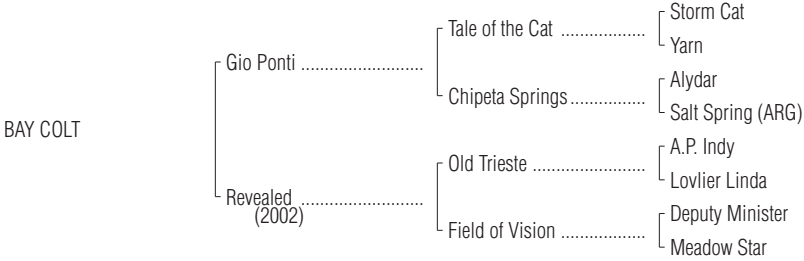 Storm Cat
Tale of the Cat ..................
Yarn
Gio Ponti .........................
Alydar
Chipeta Springs ................
Salt Spring (ARG)
BAY COLT
A.P. Indy
Old Trieste ........................
Lovlier Linda
Revealed .........................
(2002)
Deputy Minister
Field of Vision ..................
Meadow Star